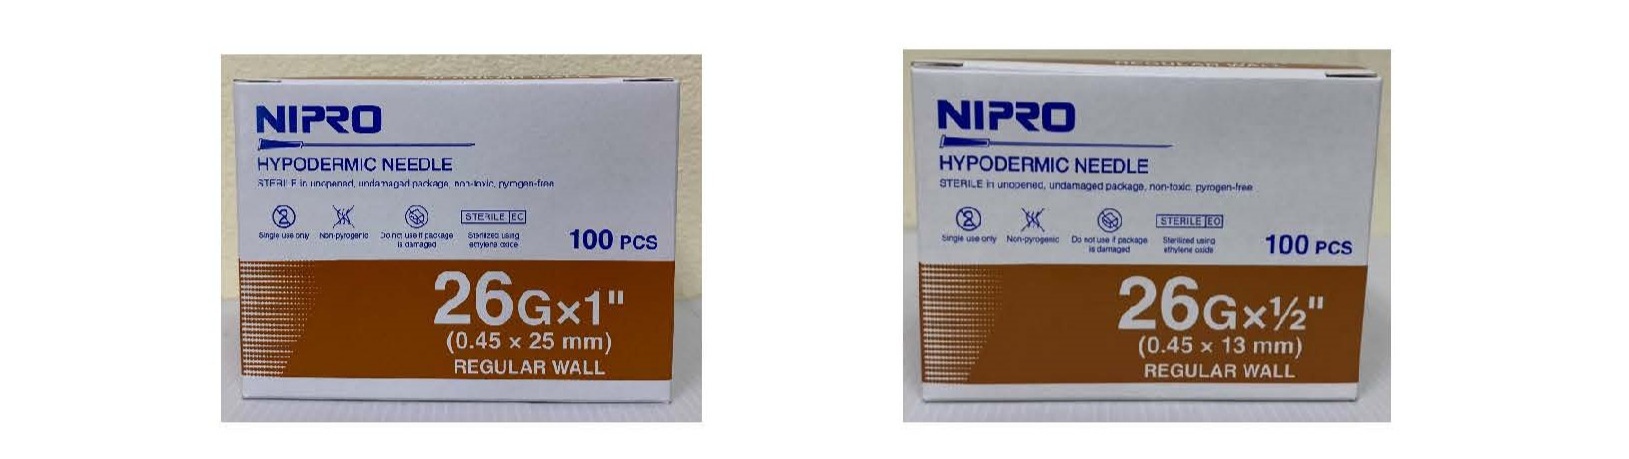 NIPRO
HYPODERMIC NEEDLE
STERILE in unopened, undamaged package, non-toxic, pyrogen-free
Single use only
Non-pyrogenic
Do not use if package
is damaged
STERILE EO
Sterilized using
ethylene oxide
100 PCS
26G×1"
(0.45 × 25 mm)
REGULAR WALL
REGULAR WALL
NIPRO
HYPODERMIC NEEDLE
STERILE in unopened, undamaged package, non-toxic, pyrogen-free
Single use only
Non-pyrogenic
Do not use if package
is damaged
STERILE EO
Sterilized using
ethylene oxide
100 PCS
26G×½"
(0.45 × 13 mm)
REGULAR WALL